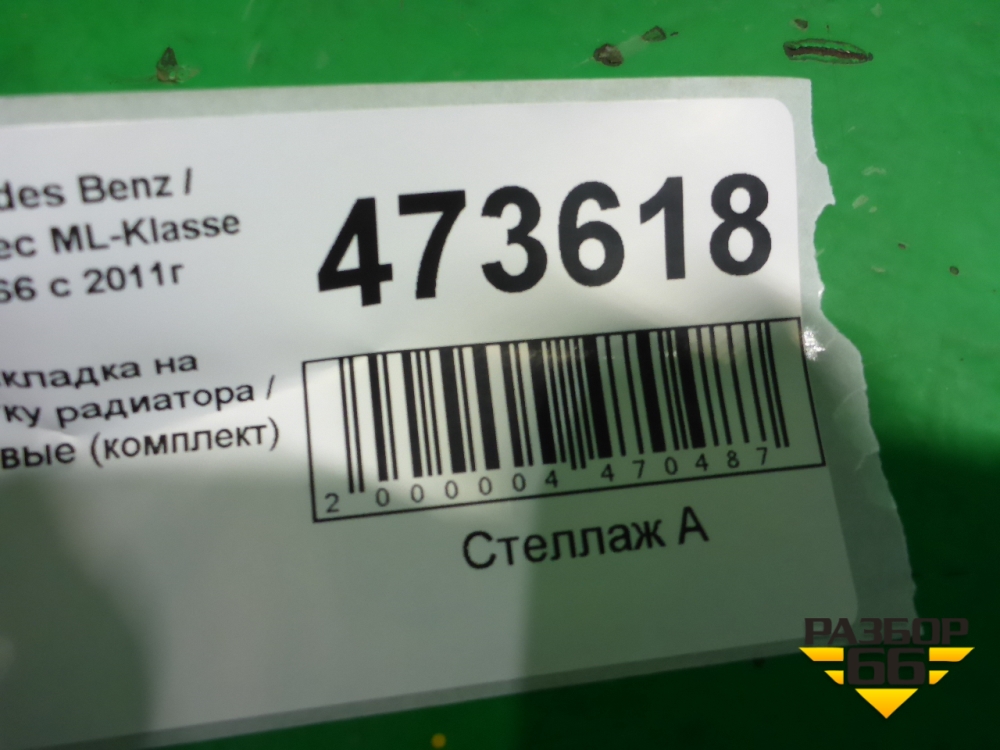 des Benz /
ес ML-Klasse
66 с 2011г
кладка на
ку радиатора /
вые (комплект)
473618
2 000004 470487
Стеллаж А
РАЗБОР
66